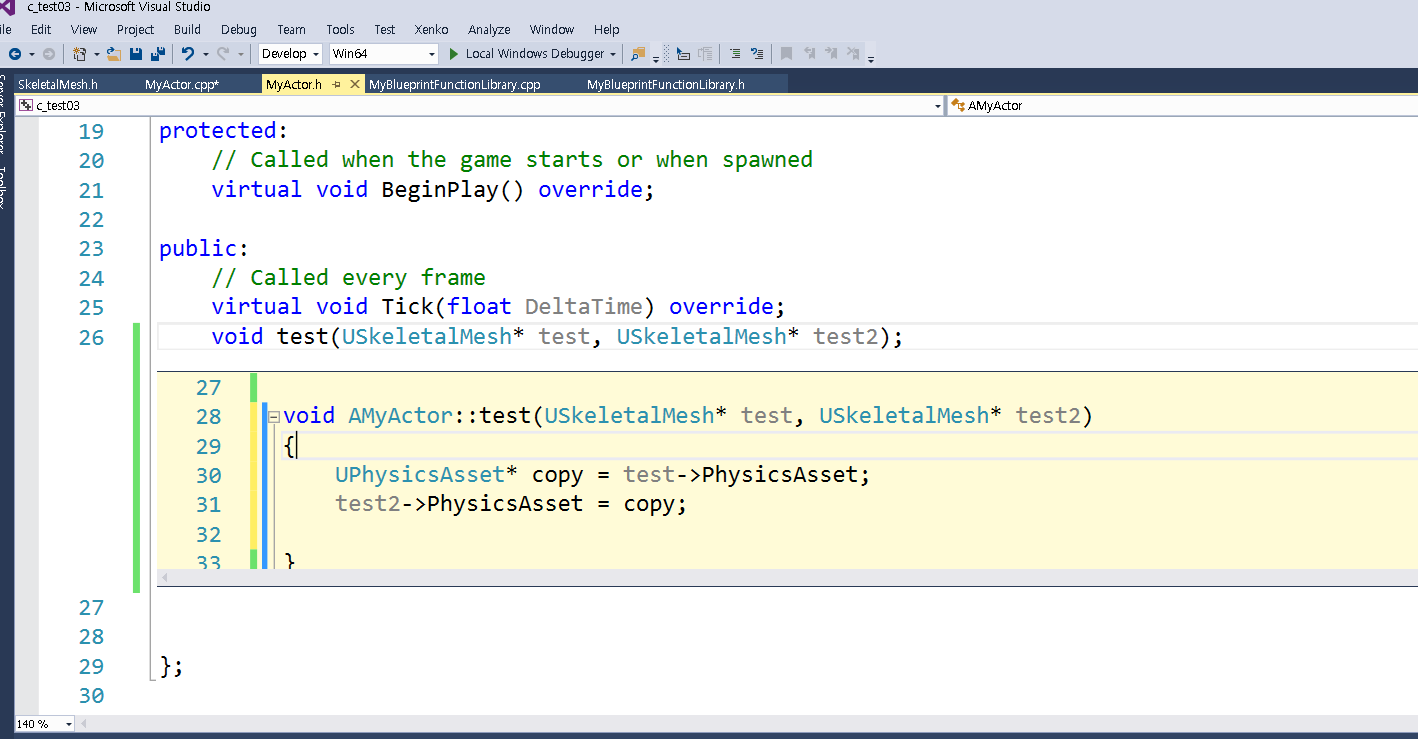 c_test03 - Microsoft Visual Studio
ile Edit View Project Build Debug Team Tools Test Xenko Analyze Window Help
Develop Win64 Local Windows Debugger
SkeletalMesh.h MyActor.cpp* MyActor.h MyBlueprintFunctionLibrary.cpp MyBlueprintFunctionLibrary.h
c_test03 AMyActor
19 protected:
20 // Called when the game starts or when spawned
21 virtual void BeginPlay() override;
22
23 public:
24 // Called every frame
25 virtual void Tick(float DeltaTime) override;
26 void test(USkeletalMesh* test, USkeletalMesh* test2);
27
28 void AMyActor::test(USkeletalMesh* test, USkeletalMesh* test2)
29 {
30 UPhysicsAsset* copy = test->PhysicsAsset;
31 test2->PhysicsAsset = copy;
32
33 }
27
28
29 };
30
140 %